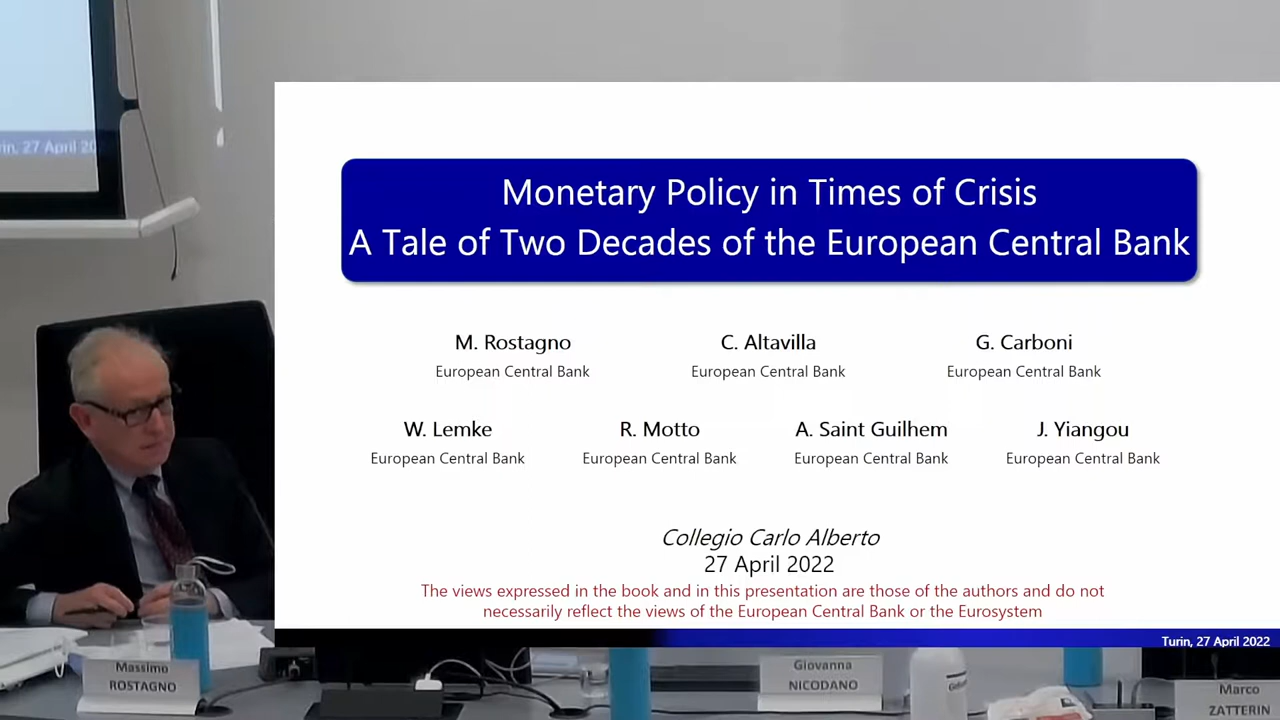 rin, 27 April 20
Monetary Policy in Times of Crisis
A Tale of Two Decades of the European Central Bank
M. Rostagno C. Altavilla G. Carboni
European Central Bank European Central Bank European Central Bank
W. Lemke R. Motto A. Saint Guilhem J. Yiangou
European Central Bank European Central Bank European Central Bank European Central Bank
Collegio Carlo Alberto
27 April 2022
The views expressed in the book and in this presentation are those of the authors and do not
necessarily reflect the views of the European Central Bank or the Eurosystem
Turin, 27 April 2022
Massimo
ROSTAGNO
Giovanna
NICODANO
Marco
ZATTERIN